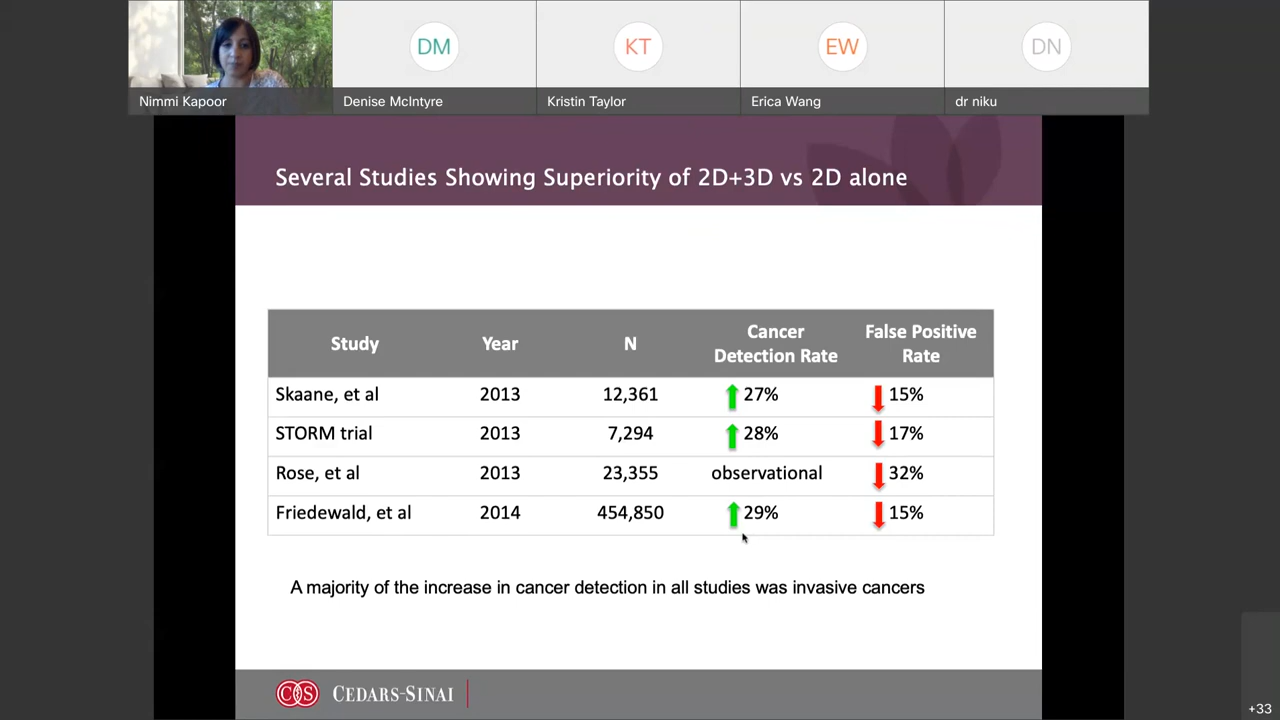 DM
KT
EW
DN
Nimmi Kapoor
Denise McIntyre
Kristin Taylor
Erica Wang
dr niku
Several Studies Showing Superiority of 2D+3D vs 2D alone
Study Year N Cancer Detection Rate False Positive Rate
Skaane, et al 2013 12,361 27% 15%
STORM trial 2013 7,294 28% 17%
Rose, et al 2013 23,355 observational 32%
Friedewald, et al 2014 454,850 29% 15%
A majority of the increase in cancer detection in all studies was invasive cancers
CEDARS-SINAI
+33